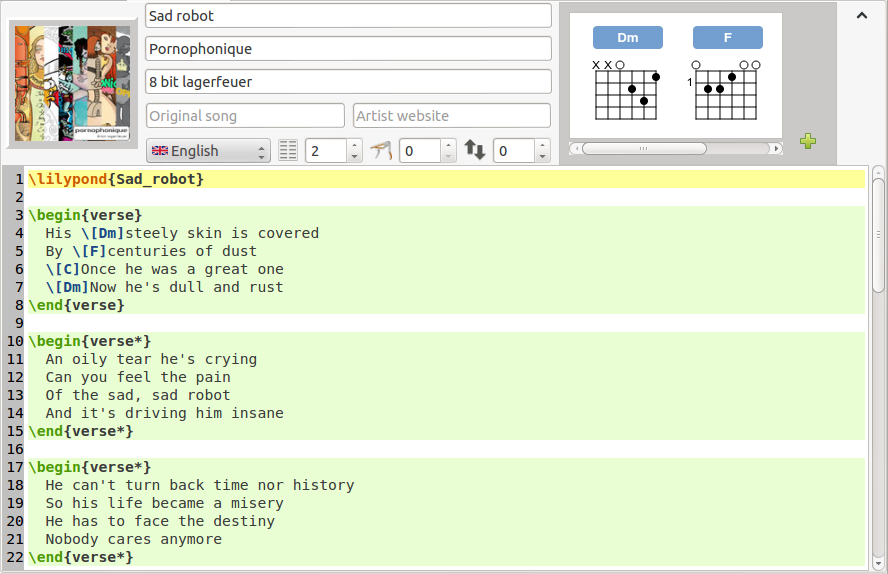 Sad robot
Pornophonique
8 bit lagerfeuer
Original song Artist website
English 2 0 0
pornophonique
Dm F
X X
1
1 \lilypond{Sad_robot}
2
3 \begin{verse}
4 His \[Dm]steely skin is covered
5 By \[F]centuries of dust
6 \[C]Once he was a great one
7 \[Dm]Now he's dull and rust
8 \end{verse}
9
10 \begin{verse*}
11 An oily tear he's crying
12 Can you feel the pain
13 Of the sad, sad robot
14 And it's driving him insane
15 \end{verse*}
16
17 \begin{verse*}
18 He can't turn back time nor history
19 So his life became a misery
20 He has to face the destiny
21 Nobody cares anymore
22 \end{verse*}